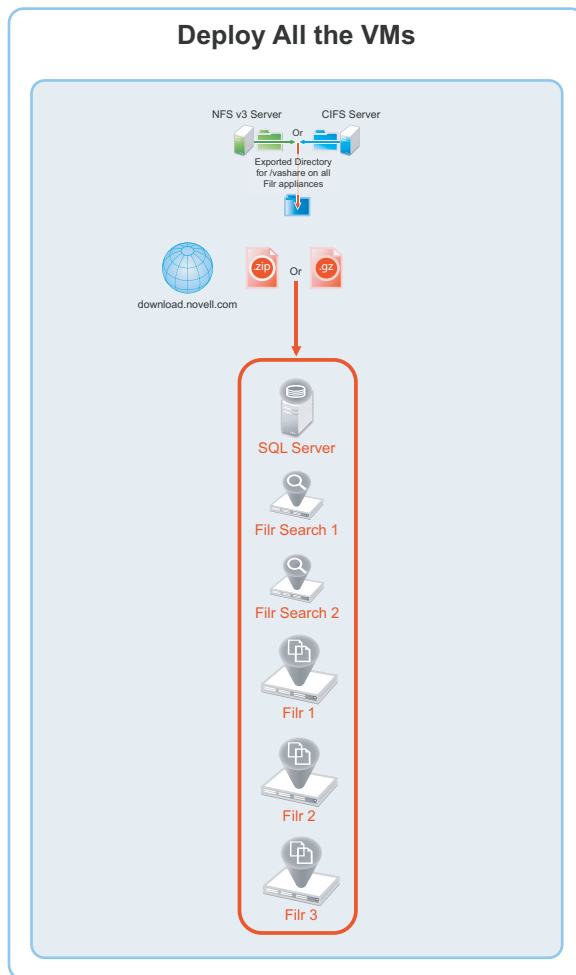 Deploy All the VMs
NFS v3 Server
CIFS Server
Or
Exported Directory
for /vashare on all
Filr appliances
.zip
Or
.gz
download.novell.com
SQL Server
Filr Search 1
Filr Search 2
Filr 1
Filr 2
Filr 3